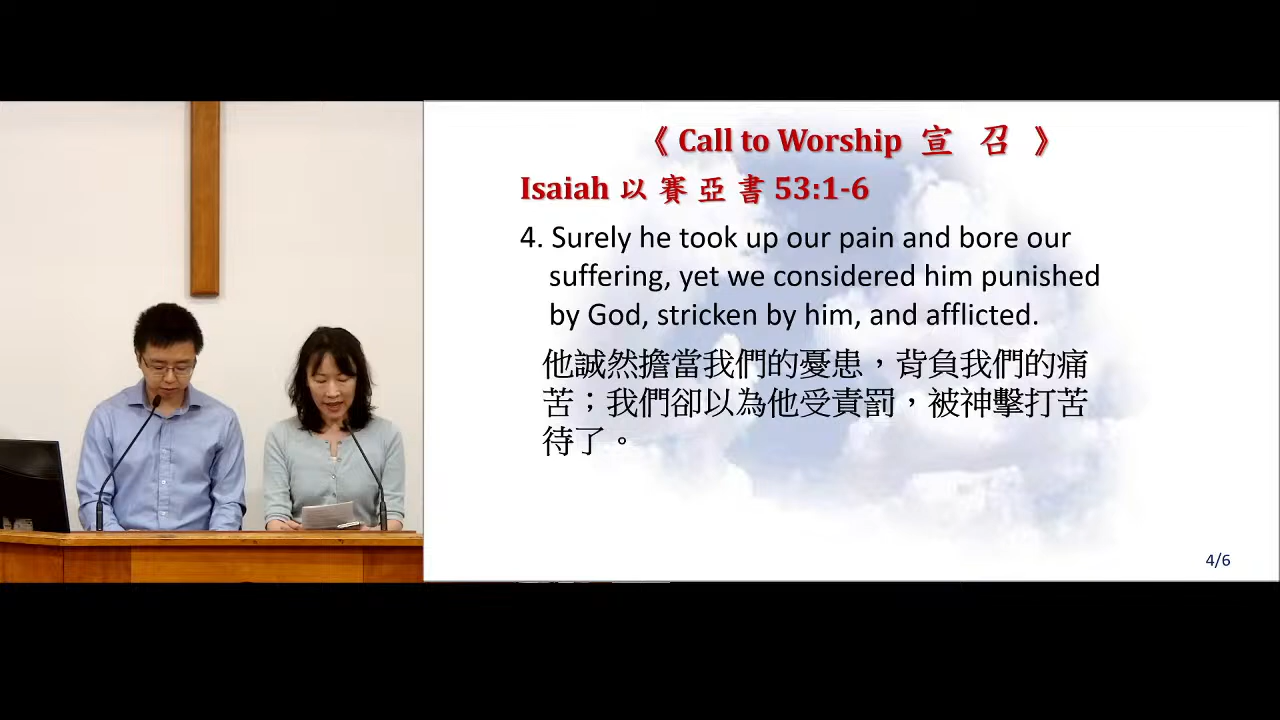 《 Call to Worship 宣 召 》
Isaiah 以 賽 亞 書 53:1-6
4. Surely he took up our pain and bore our
suffering, yet we considered him punished
by God, stricken by him, and afflicted.
他誠然擔當我們的憂患，背負我們的痛
苦；我們卻以為他受責罰，被神擊打苦
待了。
4/6